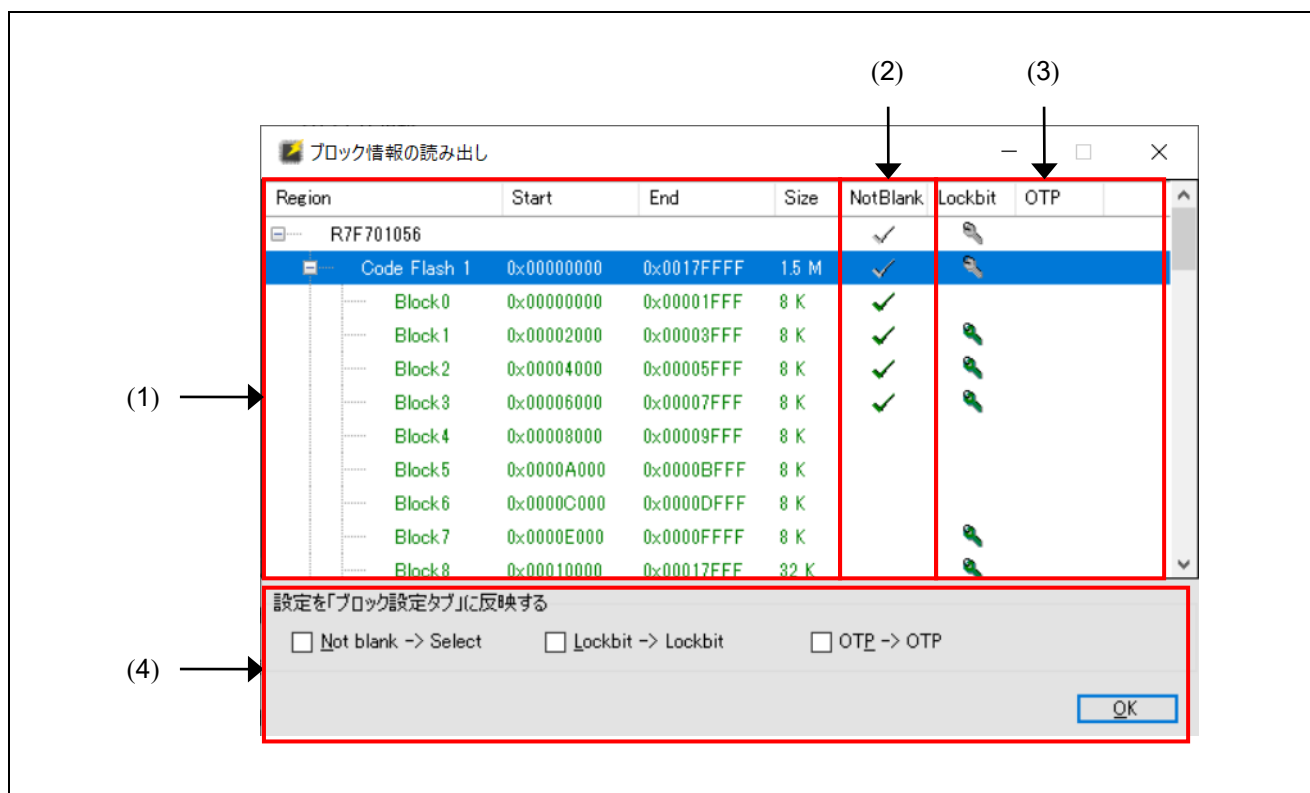 (2) (3)
ブロック情報の読み出し
Region Start End Size NotBlank Lockbit OTP
R7F701056
Code Flash 1 0x00000000 0x0017FFFF 1.5 M
Block0 0x00000000 0x00001FFF 8 K
Block1 0x00002000 0x00003FFF 8 K
Block2 0x00004000 0x00005FFF 8 K
(1)
Block3 0x00006000 0x00007FFF 8 K
Block4 0x00008000 0x00009FFF 8 K
Block5 0x0000A000 0x0000BFFF 8 K
Block6 0x0000C000 0x0000DFFF 8 K
Block7 0x0000E000 0x0000FFFF 8 K
Block8 0x00010000 0x00017FFF 32 K
設定を「ブロック設定タブ」に反映する
Not blank -> Select Lockbit -> Lockbit OTP -> OTP
(4)
OK